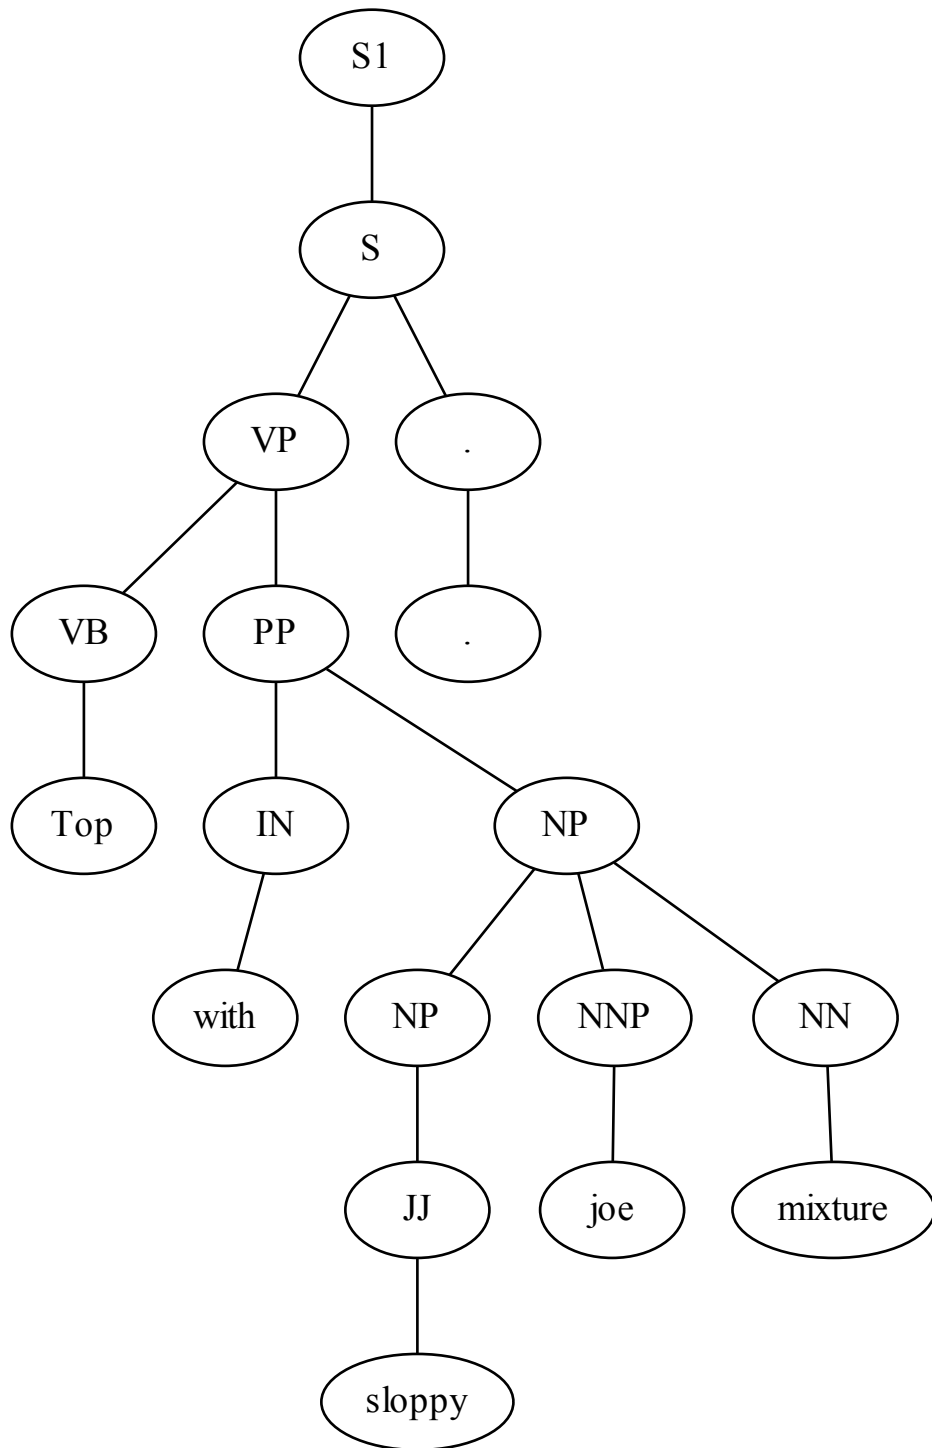 S1
S
VP .
VB PP .
Top IN NP
with NP NNP NN
JJ joe mixture
sloppy